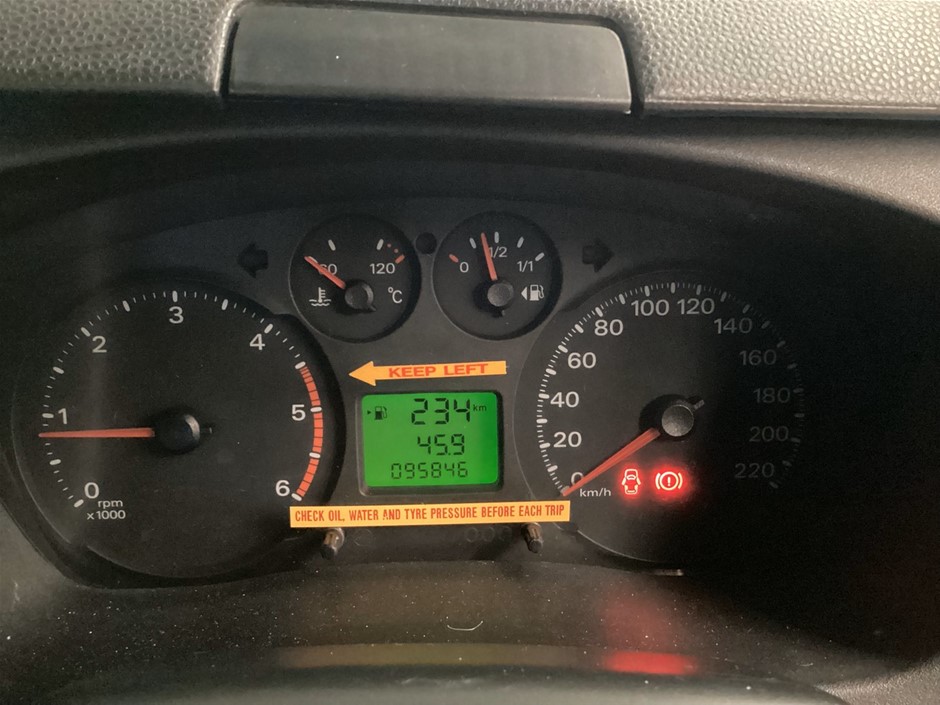 60 120 °C
0 1/2 1/1
0 1 2 3 4 5 6
rpm
x1000
KEEP LEFT
234 km
45.9
095846
CHECK OIL, WATER AND TYRE PRESSURE BEFORE EACH TRIP
0 20 40 60 80 100 120 140 160 180 200 220
km/h